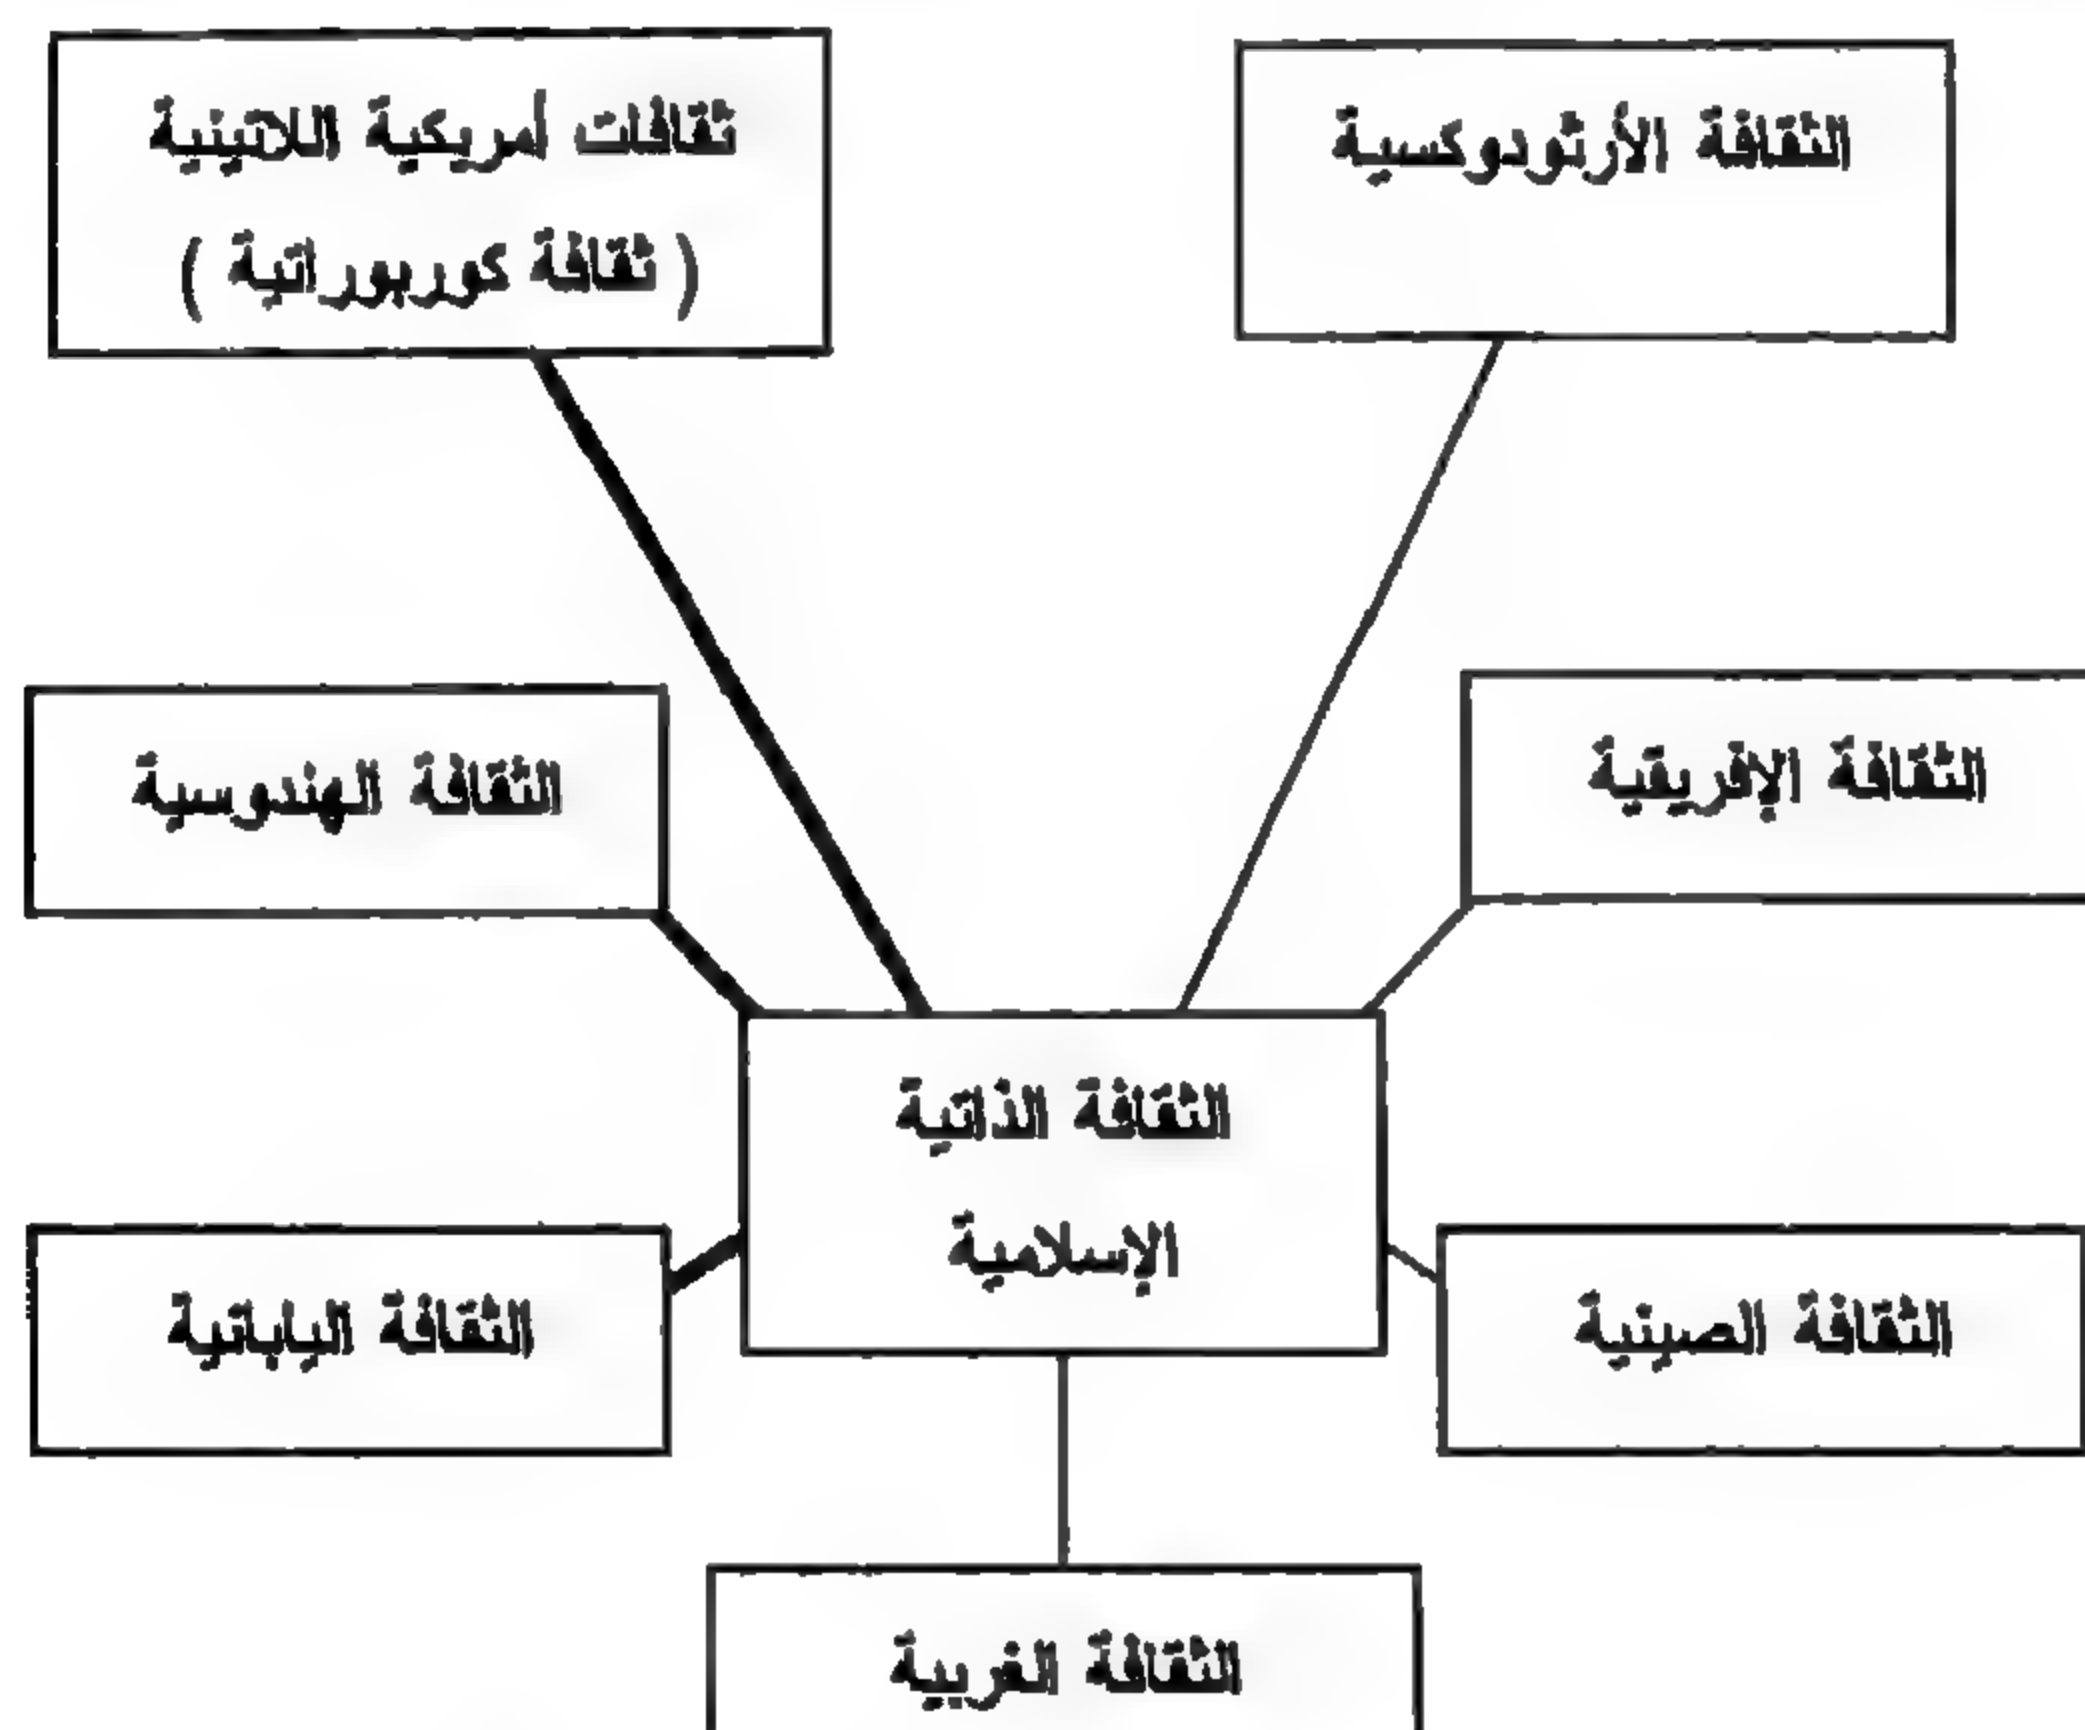 الثقافة الأرثودوكسية
ثقافات أمريكية اللاتينية
( ثقافة كوربوراتية )
الثقافة الإفريقية
الثقافة الهندوسية
الثقافة الذاتية
الإسلامية
الثقافة الصينية
الثقافة اليابانية
الثقافة الغربية